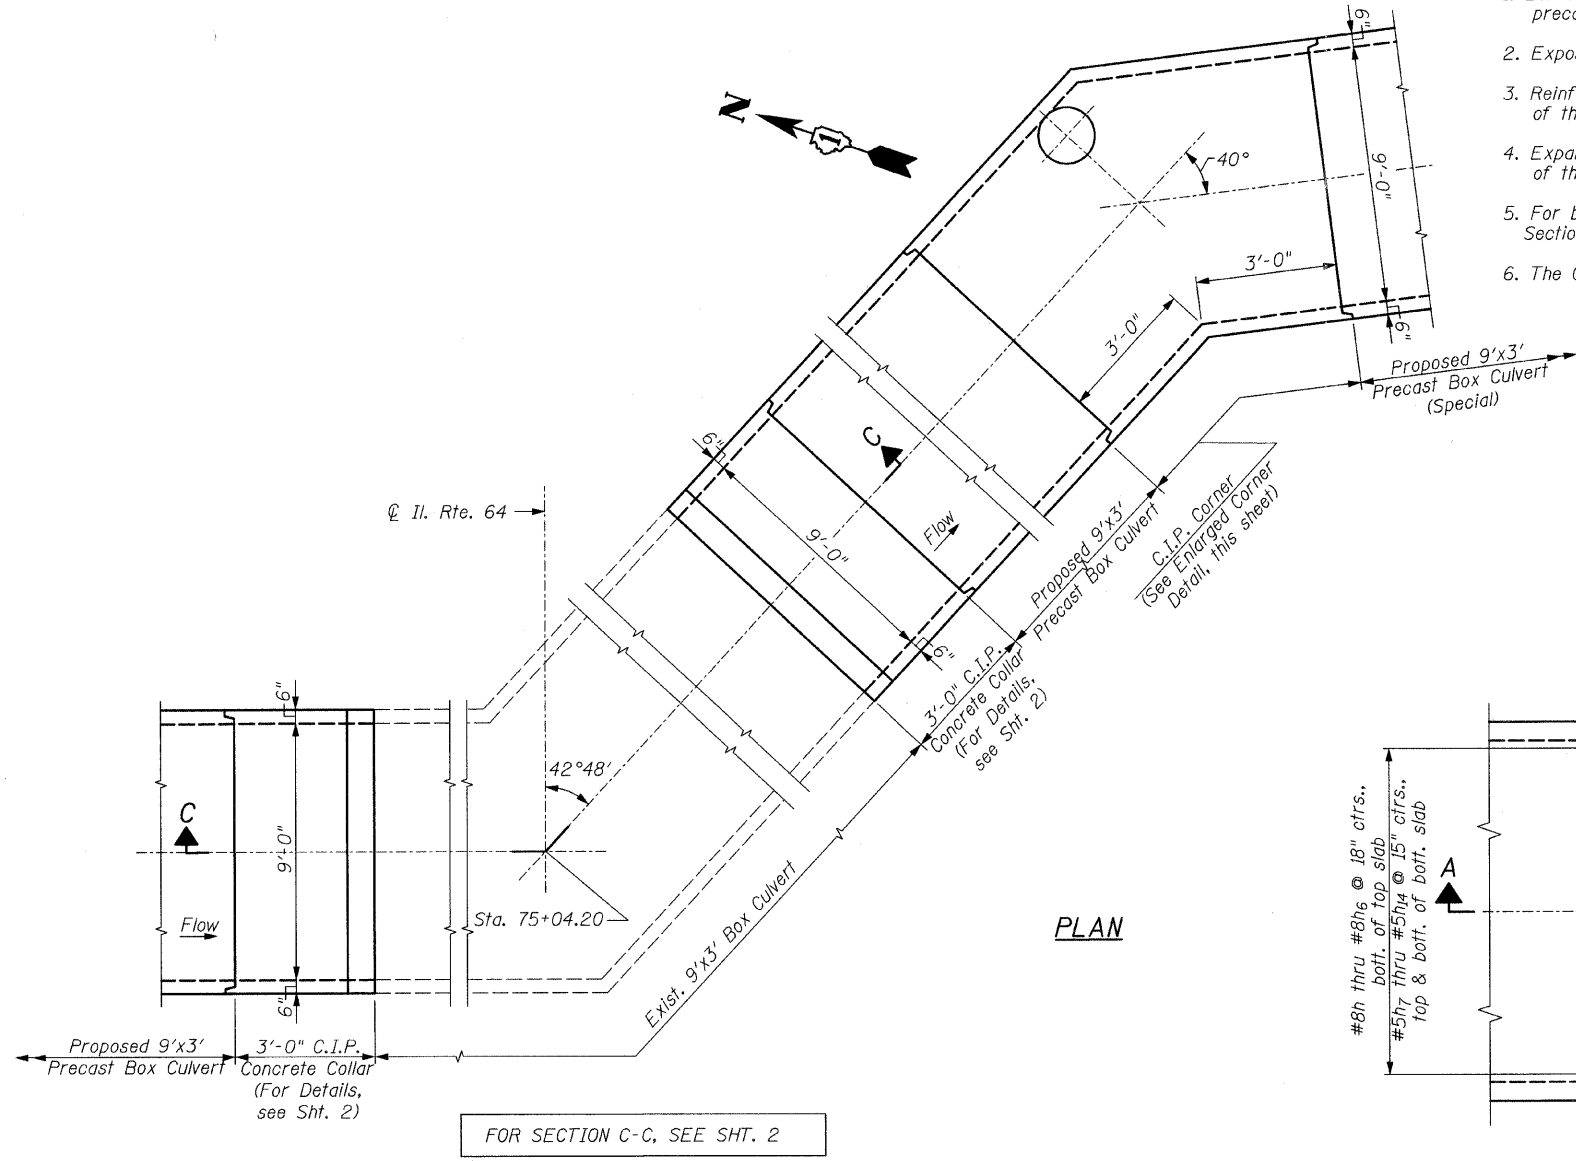 6"
preca
2. Expo
3. Reinf
of th
4. Expa
of th
5. For b
Sectio
6. The
N
1
40°
9'-0"
3'-0"
3'-0"
6"
Proposed 9'x3'
Precast Box Culvert
(Special)
C
6"
℄ Il. Rte. 64
9'-0"
Flow
6"
C.I.P. Corner
(See Enlarged Corner
Detail, this sheet)
Proposed 9'x3'
Precast Box Culvert
3'-0" C.I.P.
Concrete Collar
(For Details,
see Sht. 2)
6"
42°48'
C
9'-0"
Flow
Sta. 75+04.20
6"
Exist. 9'x3' Box Culvert
PLAN
#8h thru #8h6 @ 18" ctrs.,
bott. of top slab
#5h7 thru #5h14 @ 15" ctrs.,
top & bott. of bott. slab
A
Proposed 9'x3'
Precast Box Culvert
3'-0" C.I.P.
Concrete Collar
(For Details,
see Sht. 2)
FOR SECTION C-C, SEE SHT. 2